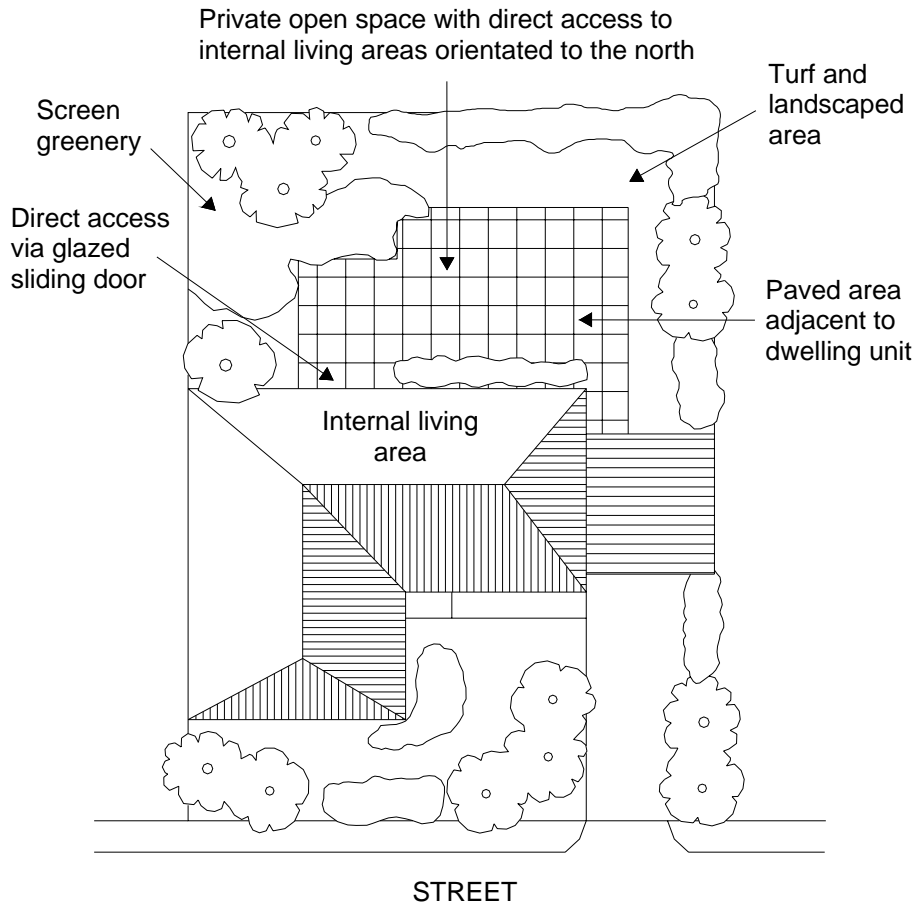 Private open space with direct access to
internal living areas orientated to the north
Turf and
landscaped
area
Screen
greenery
Direct access
via glazed
sliding door
Paved area
adjacent to
dwelling unit
Internal living
area
STREET